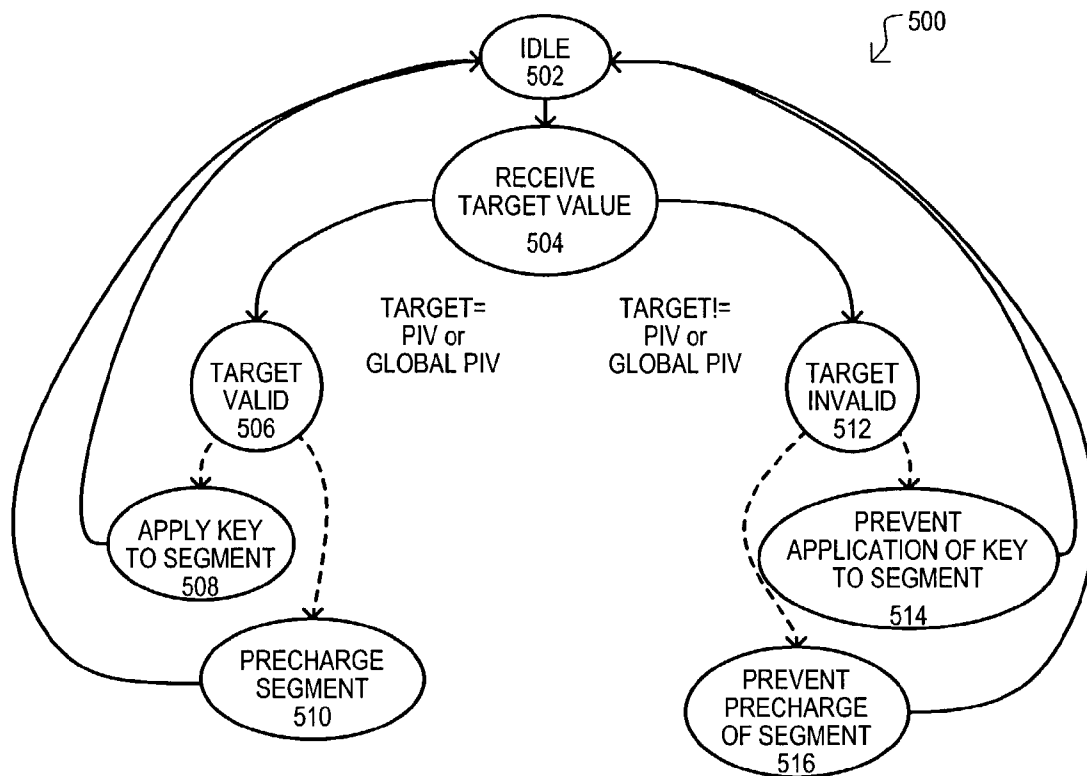 500
IDLE
502
RECEIVE
TARGET VALUE
504
TARGET=
PIV or
GLOBAL PIV
TARGET!=
PIV or
GLOBAL PIV
TARGET
VALID
506
TARGET
INVALID
512
APPLY KEY
TO SEGMENT
508
PREVENT
APPLICATION OF KEY
TO SEGMENT
514
PRECHARGE
SEGMENT
510
PREVENT
PRECHARGE
OF SEGMENT
516